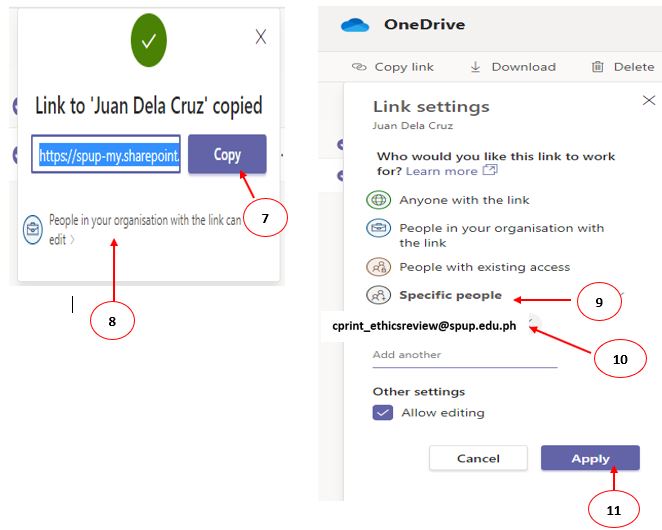 X
Link to 'Juan Dela Cruz' copied
https://spup-my.sharepoint.
Copy
7
People in your organisation with the link can
edit >
8
OneDrive
Copy link
Download
Delete
Link settings
Juan Dela Cruz
Who would you like this link to work
for? Learn more
Anyone with the link
People in your organisation with
the link
People with existing access
Specific people
9
cprint_ethicsreview@spup.edu.ph
10
Add another
Other settings
Allow editing
Cancel
Apply
11